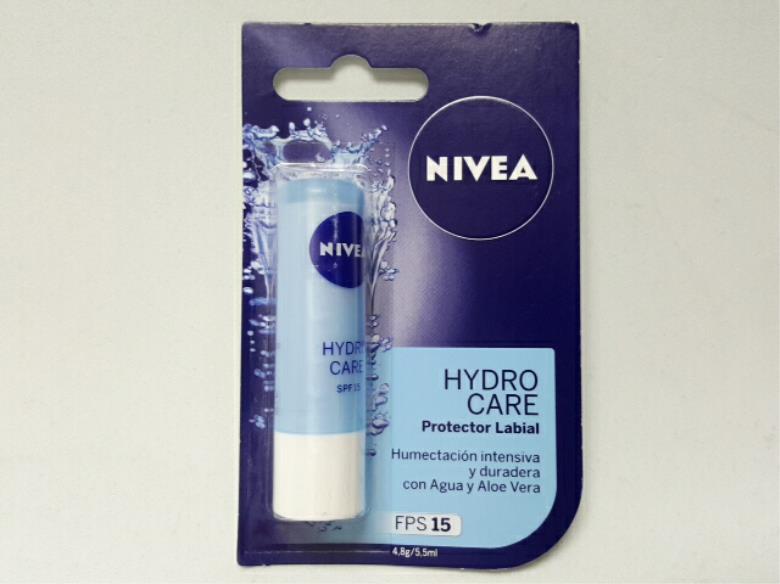 NIVEA
NIVEA
HYDRO
CARE
SPF 15
HYDRO
CARE
Protector Labial
Humectación intensiva
y duradera
con Agua y Aloe Vera
FPS 15
4,8g/5,5ml